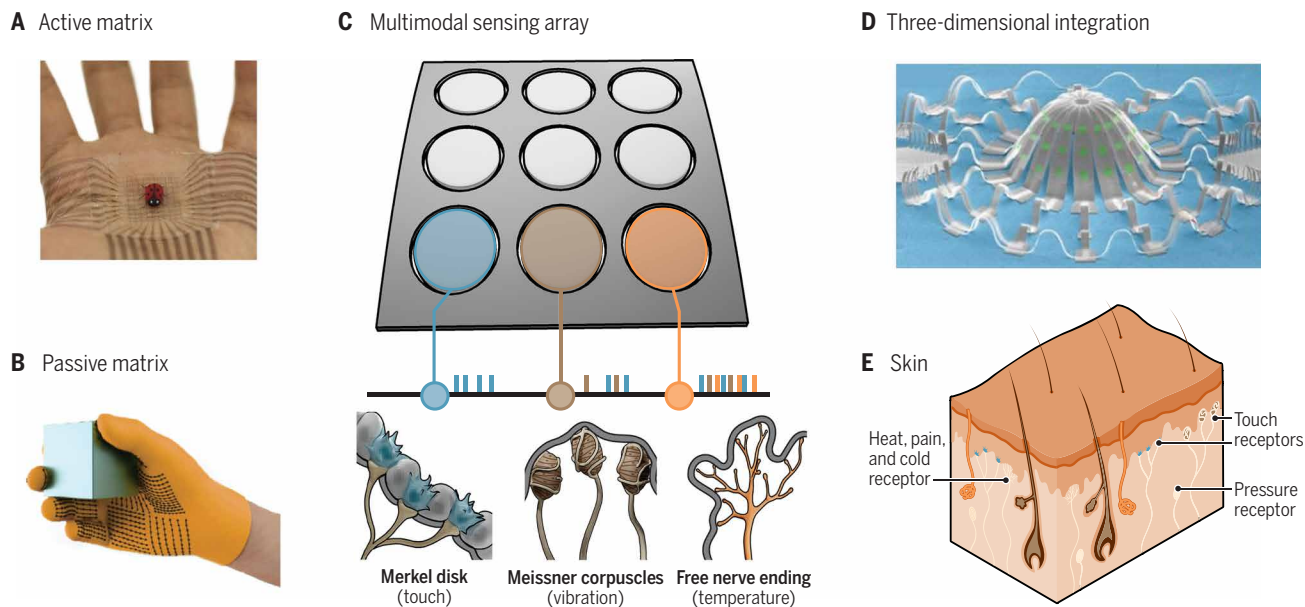 A Active matrix
B Passive matrix
C Multimodal sensing array
Merkel disk
(touch)
Meissner corpuscles
(vibration)
Free nerve ending
(temperature)
D Three-dimensional integration
E Skin
Heat, pain,
and cold
receptor
Touch
receptors
Pressure
receptor